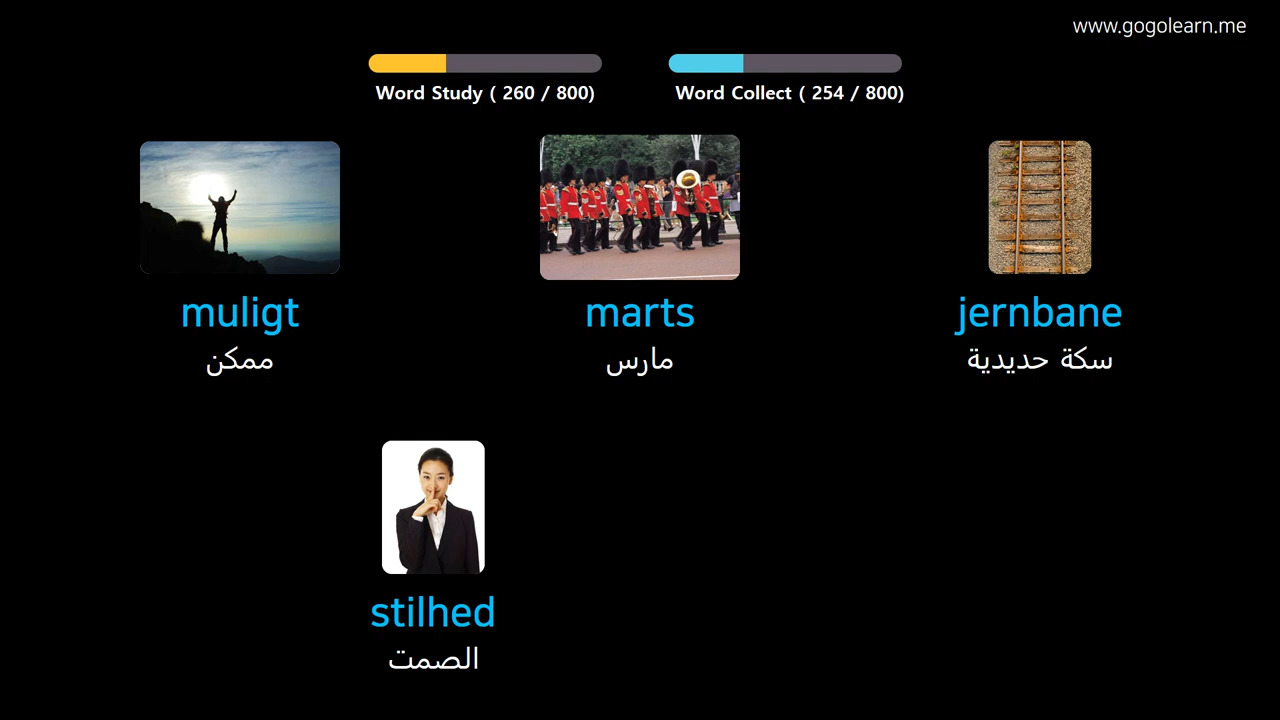 www.gogolearn.me
Word Study ( 260 / 800)
Word Collect ( 254 / 800)
muligt
ممكن
marts
مارس
jernbane
سكة حديدية
stilhed
الصمت